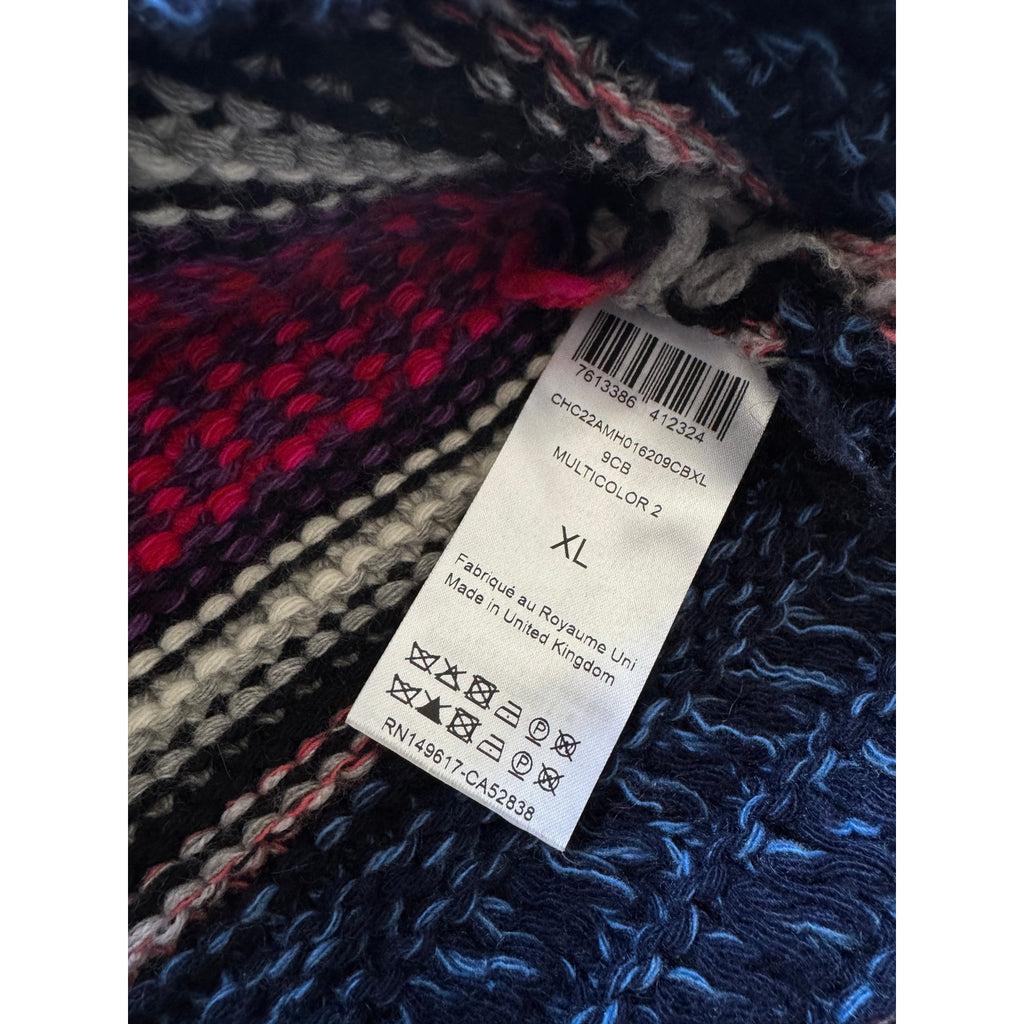 7613386 412324
CHC22AMH016209CBXL
9CB
MULTICOLOR 2
XL
Fabriqué au Royaume Uni
Made in United Kingdom
RN149617-CA52838